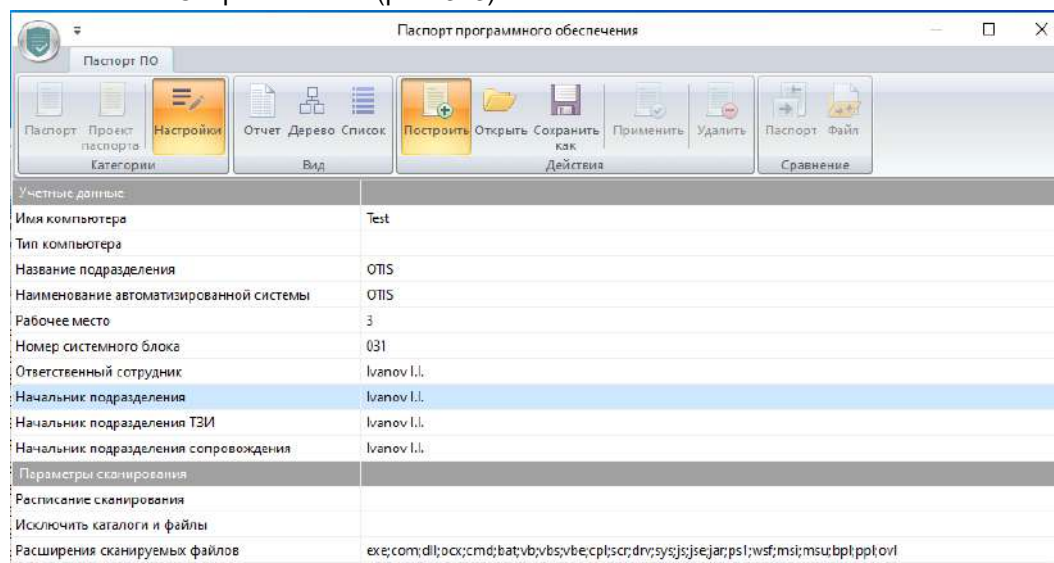 Паспорт программного обеспечения
Паспорт ПО
Паспорт Проект паспорта Настройки Отчет Дерево Список Построить Открыть Сохранить как Применить Удалить Паспорт Файл
Категории Вид Действия Сравнение
Учетные данные
Имя компьютера Test
Тип компьютера
Название подразделения OTIS
Наименование автоматизированной системы OTIS
Рабочее место 3
Номер системного блока 031
Ответственный сотрудник Ivanov I.I.
Начальник подразделения Ivanov I.I.
Начальник подразделения ТЗИ Ivanov I.I.
Начальник подразделения сопровождения Ivanov I.I.
Параметры сканирования
Расписание сканирования
Исключить каталоги и файлы
Расширения сканируемых файлов exe;com;dll;ocx;cmd;bat;vb;vbs;vbe;cpl;scr;drv;sys;js;jse;jar;ps1;wsf;msi;msu;bpl;ppl;ovl